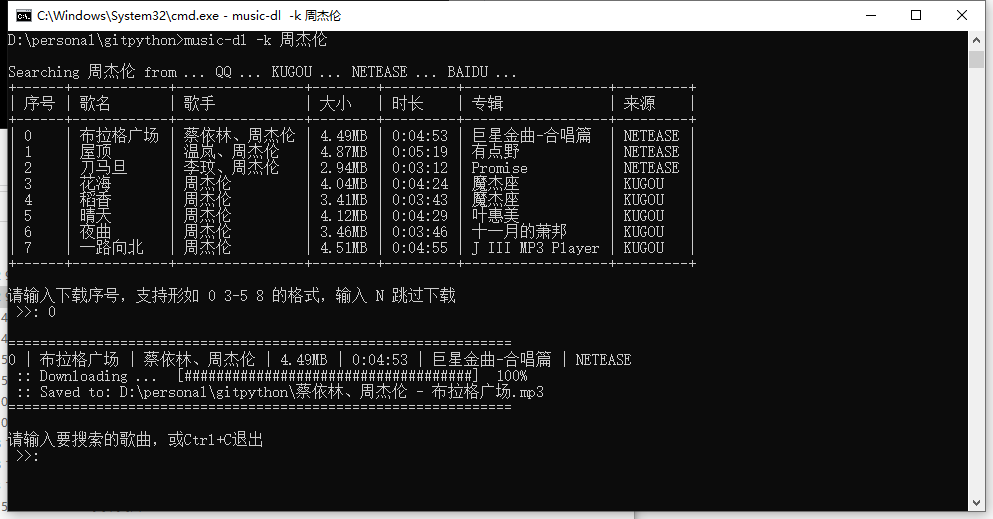 C:\Windows\System32\cmd.exe - music-dl  -k 周杰伦
D:\personal\gitpython>music-dl -k 周杰伦
Searching 周杰伦 from ... QQ ... KUGOU ... NETEASE ... BAIDU ...
+------+------------+----------------+--------+---------+------------------+---------+
| 序号 | 歌名 | 歌手 | 大小 | 时长 | 专辑 | 来源 |
+------+------------+----------------+--------+---------+------------------+---------+
| 0 | 布拉格广场 | 蔡依林、周杰伦 | 4.49MB | 0:04:53 | 巨星金曲-合唱篇 | NETEASE |
| 1 | 屋顶 | 温岚、周杰伦 | 4.87MB | 0:05:19 | 有点野 | NETEASE |
| 2 | 刀马旦 | 李玟、周杰伦 | 2.94MB | 0:03:12 | Promise | NETEASE |
| 3 | 花海 | 周杰伦 | 4.04MB | 0:04:24 | 魔杰座 | KUGOU |
| 4 | 稻香 | 周杰伦 | 3.41MB | 0:03:43 | 魔杰座 | KUGOU |
| 5 | 晴天 | 周杰伦 | 4.12MB | 0:04:29 | 叶惠美 | KUGOU |
| 6 | 夜曲 | 周杰伦 | 3.46MB | 0:03:46 | 十一月的萧邦 | KUGOU |
| 7 | 一路向北 | 周杰伦 | 4.51MB | 0:04:55 | J III MP3 Player | KUGOU |
+------+------------+----------------+--------+---------+------------------+---------+
请输入下载序号，支持形如 0 3-5 8 的格式，输入 N 跳过下载
>>: 0
===============================================================
0 | 布拉格广场 | 蔡依林、周杰伦 | 4.49MB | 0:04:53 | 巨星金曲-合唱篇 | NETEASE
:: Downloading ... [####################################] 100%
:: Saved to: D:\personal\gitpython\蔡依林、周杰伦 - 布拉格广场.mp3
===============================================================
请输入要搜索的歌曲，或Ctrl+C退出
>>: